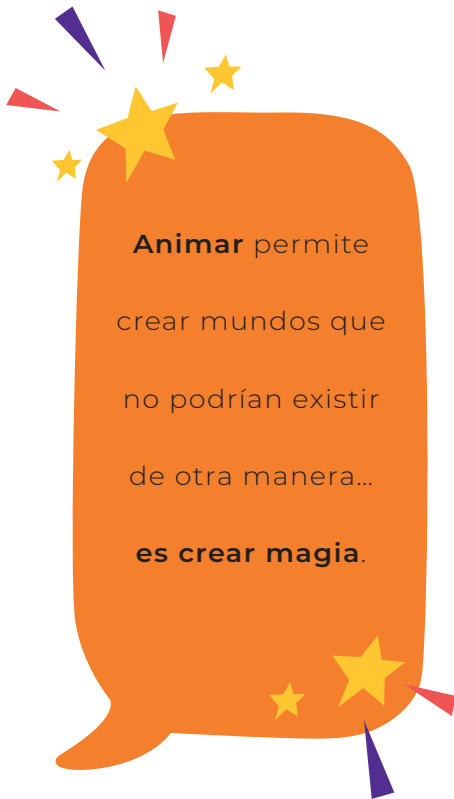 Animar permite
crear mundos que
no podrían existir
de otra manera...
es crear magia.